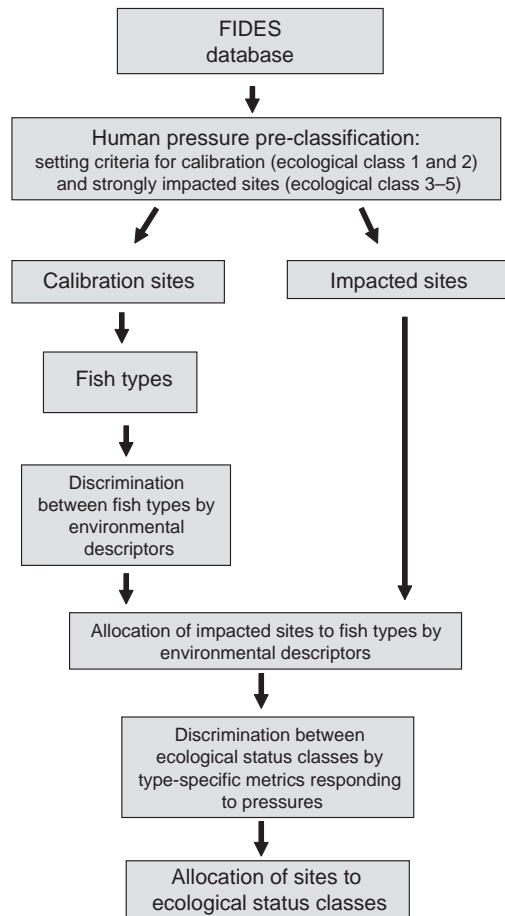 FIDES
database
Human pressure pre-classification:
setting criteria for calibration (ecological class 1 and 2)
and strongly impacted sites (ecological class 3–5)
Calibration sites
Impacted sites
Fish types
Discrimination
between fish types by
environmental
descriptors
Allocation of impacted sites to fish types by
environmental descriptors
Discrimination between
ecological status classes by
type-specific metrics responding
to pressures
Allocation of sites to
ecological status classes